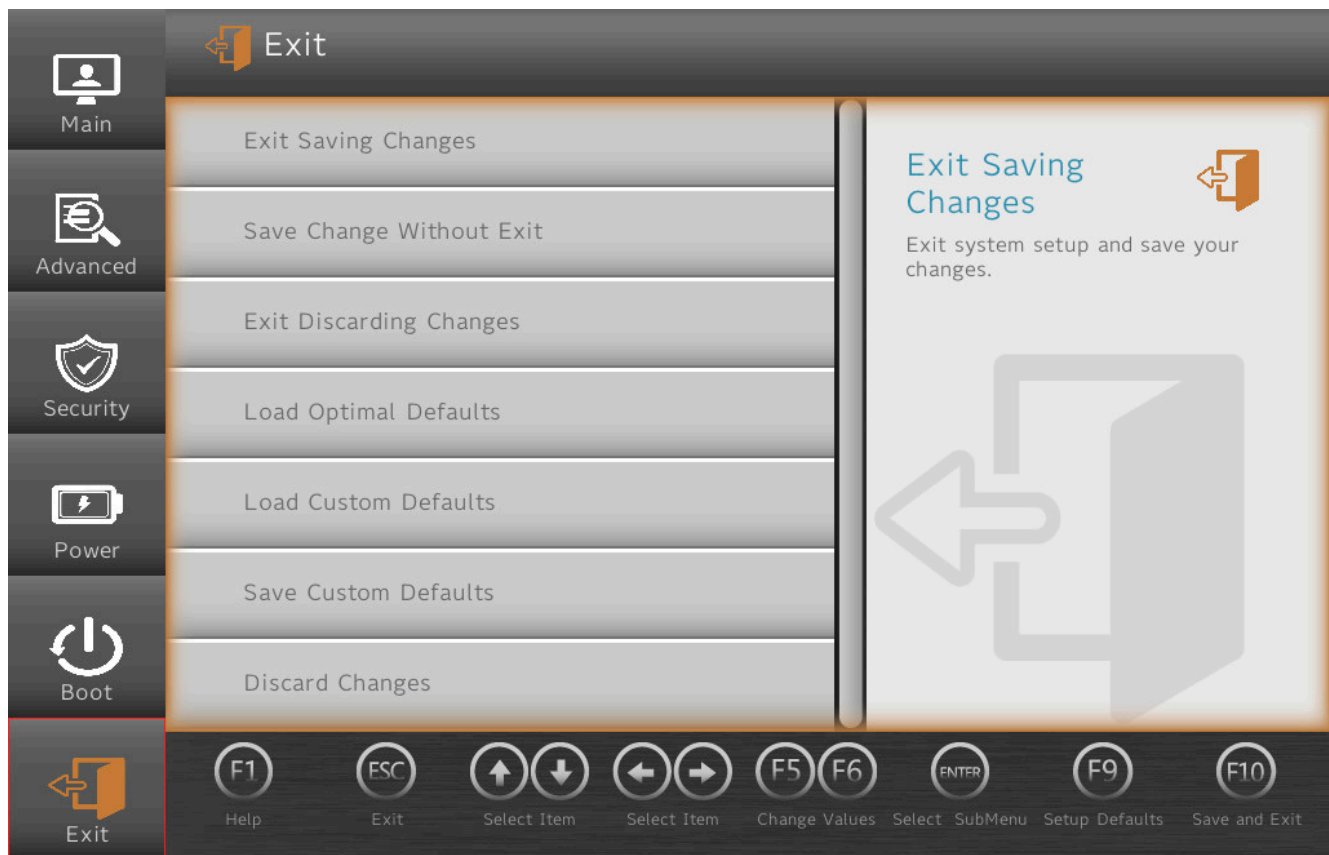 Exit
Main
Advanced
Security
Power
Boot
Exit
Exit Saving Changes
Save Change Without Exit
Exit Discarding Changes
Load Optimal Defaults
Load Custom Defaults
Save Custom Defaults
Discard Changes
Exit Saving
Changes
Exit system setup and save your
changes.
F1 ESC F5 F6 ENTER F9 F10
Help Exit Select Item Select Item Change Values Select SubMenu Setup Defaults Save and Exit